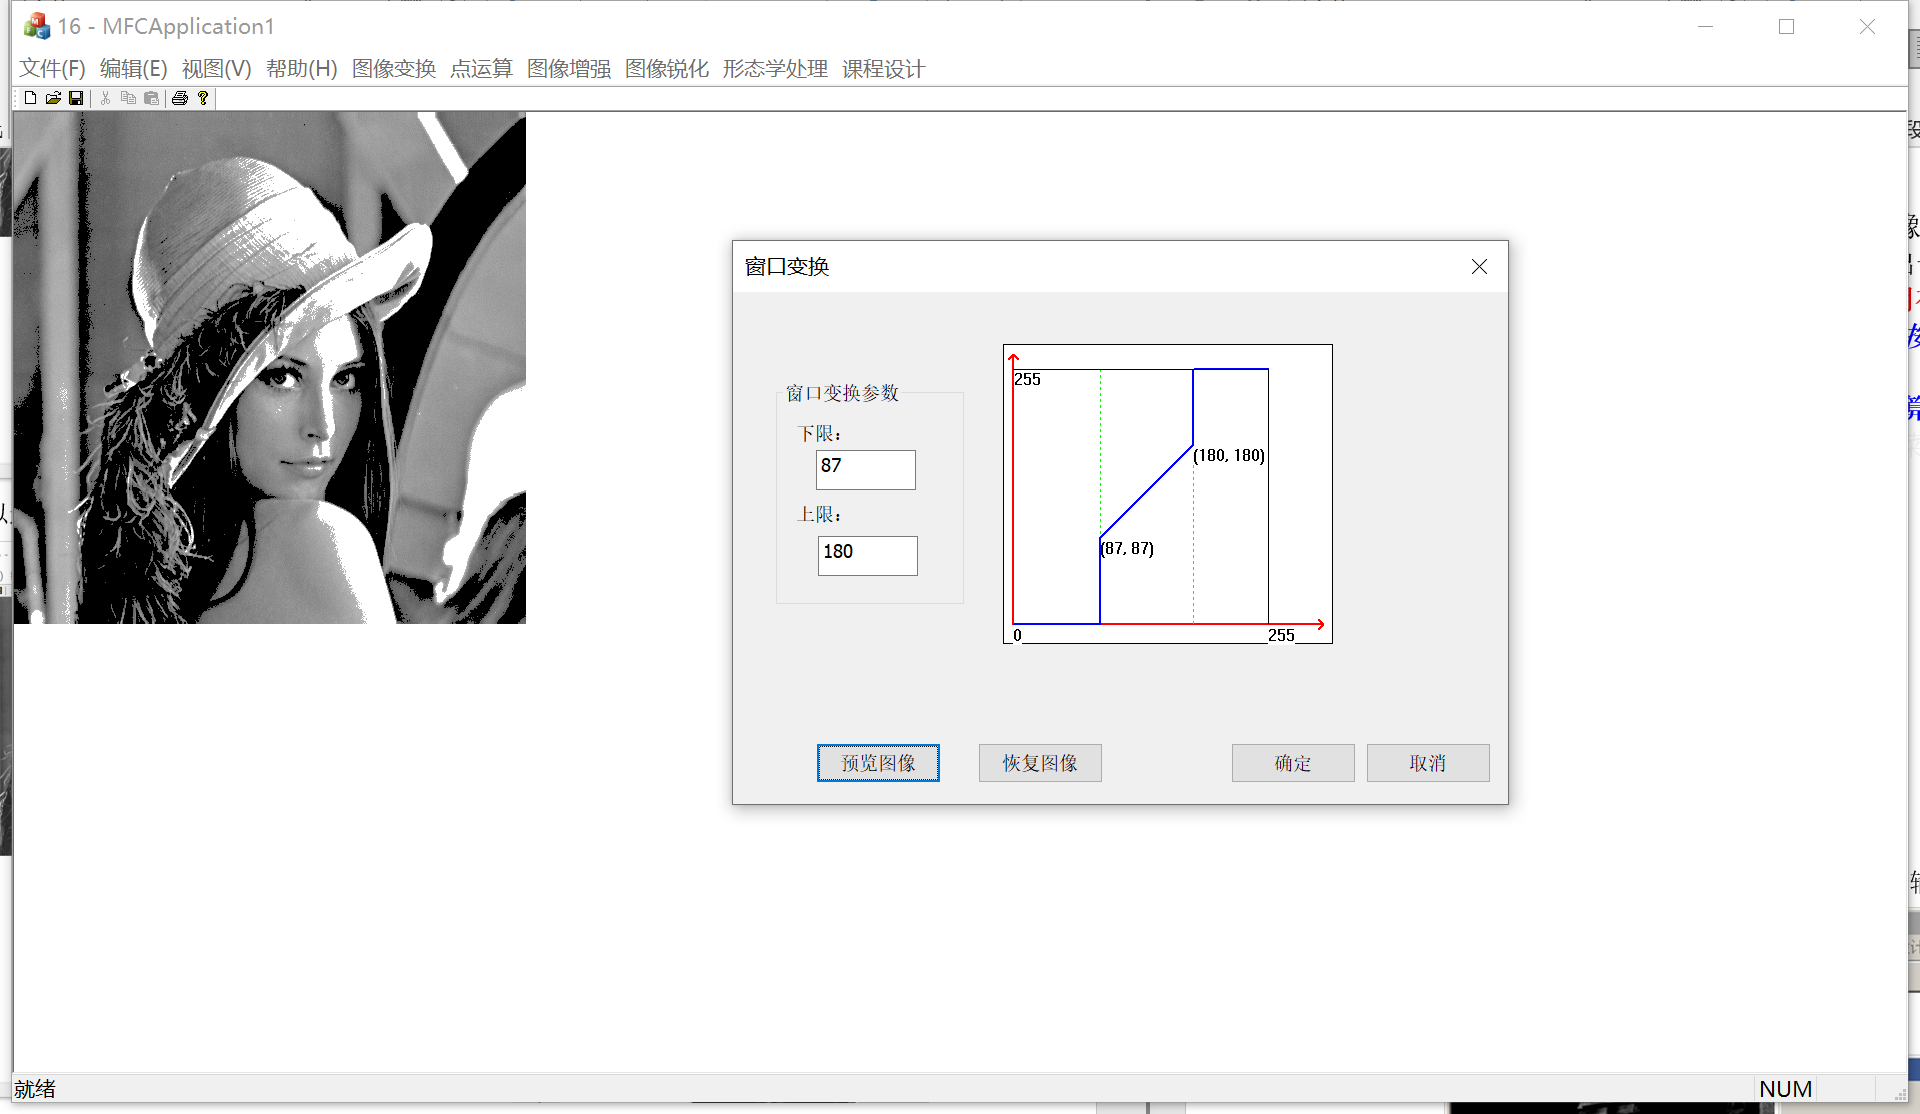 16 - MFCApplication1
文件(F) 编辑(E) 视图(V) 帮助(H) 图像变换 点运算 图像增强 图像锐化 形态学处理 课程设计
窗口变换
窗口变换参数
下限:
87
上限:
180
255
(180, 180)
(87, 87)
0
255
预览图像 恢复图像 确定 取消
就绪 NUM